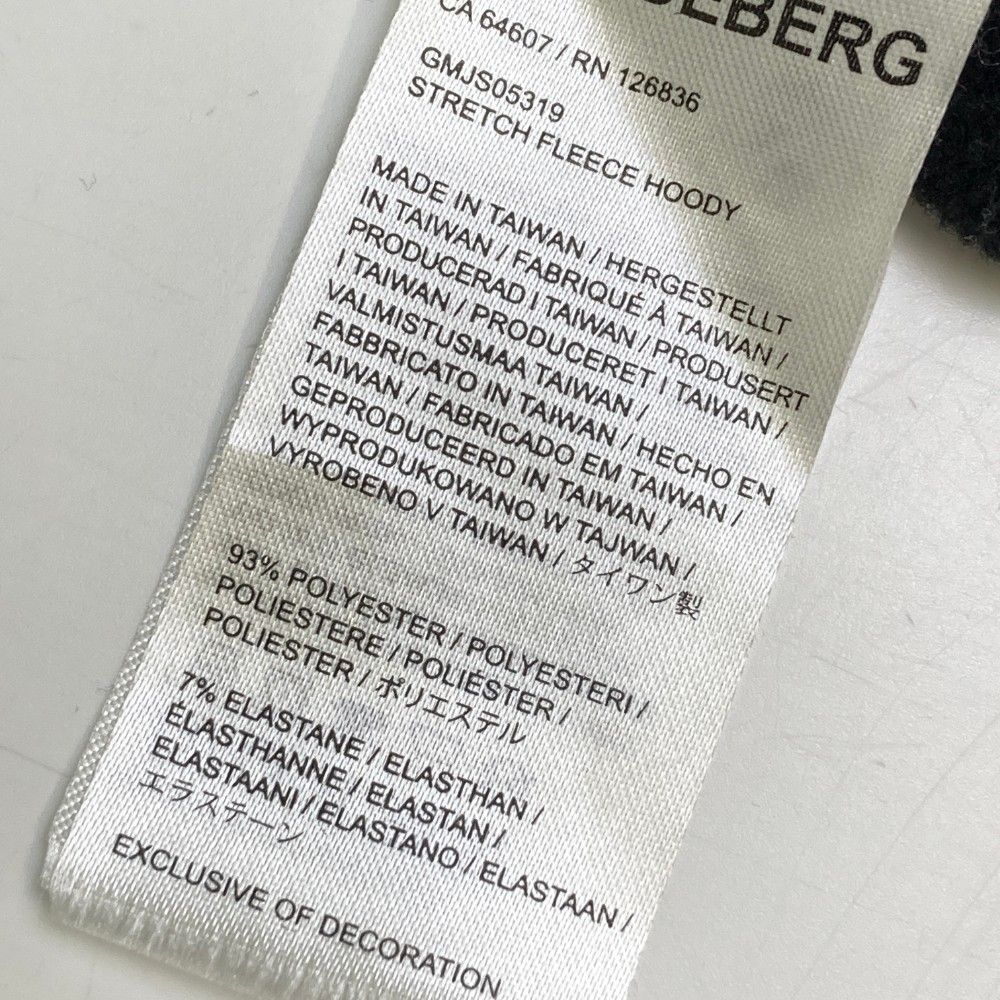 DEBERG
CA 64607 / RN 126836
GMJS05319
STRETCH FLEECE HOODY
MADE IN TAIWAN / HERGESTELLT
IN TAIWAN / FABRIQUÉ À TAIWAN /
PRODUCERAD I TAIWAN / PRODUSERT
I TAIWAN / PRODUCERET I TAIWAN /
VALMISTUSMAA TAIWAN /
FABBRICATO IN TAIWAN / HECHO EN
TAIWAN / FABRICADO EM TAIWAN /
GEPRODUCEERD IN TAIWAN /
WYPRODUKOWANO W TAJWAN /
VYROBENO V TAIWAN / タイワン製
93% POLYESTER / POLYESTERI /
POLIESTERE / POLIÉSTER /
POLIESTER / ポリエステル
7% ELASTANE / ELASTHAN /
ÉLASTHANNE / ELASTAN /
ELASTAANI / ELASTANO / ELASTAAN /
エラステーン
EXCLUSIVE OF DECORATION